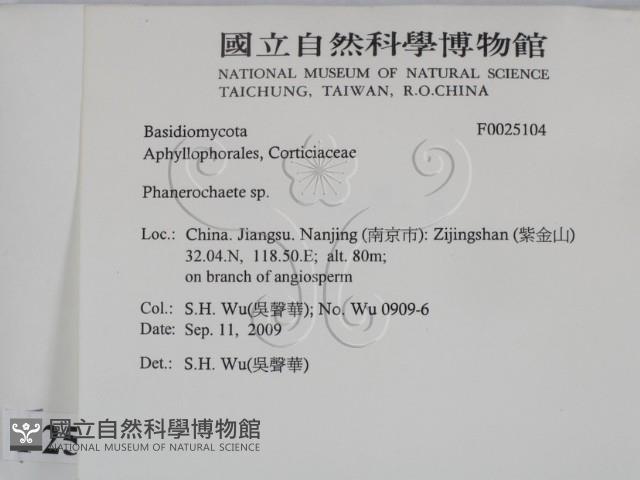 國立自然科學博物館
NATIONAL MUSEUM OF NATURAL SCIENCE
TAICHUNG, TAIWAN, R.O.CHINA
Basidiomycota F0025104
Aphyllophorales, Corticiaceae
Phanerochaete sp.
Loc.: China. Jiangsu. Nanjing (南京市): Zijingshan (紫金山)
32.04.N, 118.50.E; alt. 80m;
on branch of angiosperm
Col.: S.H. Wu(吳聲華); No. Wu 0909-6
Date: Sep. 11, 2009
Det.: S.H. Wu(吳聲華)
25
國立自然科學博物館
NATIONAL MUSEUM OF NATURAL SCIENCE